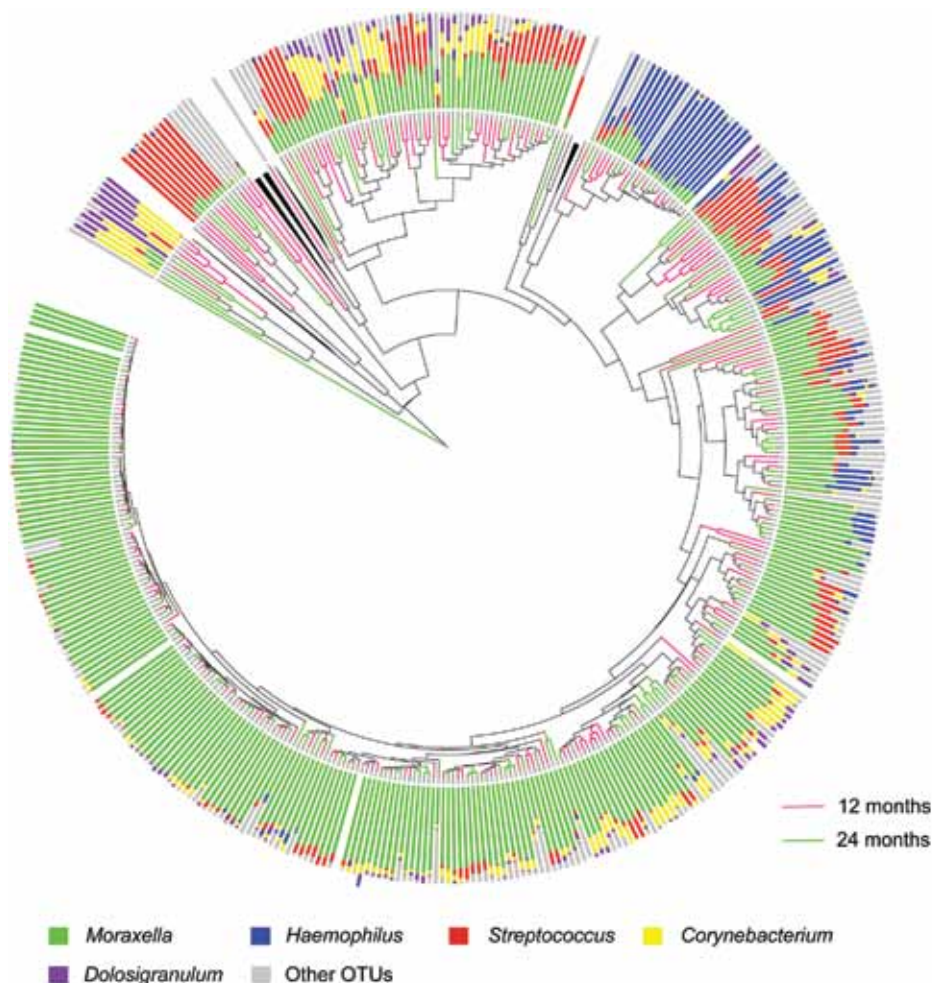 12 months
24 months
Moraxella Haemophilus Streptococcus Corynebacterium
Dolosigranulum Other OTUs